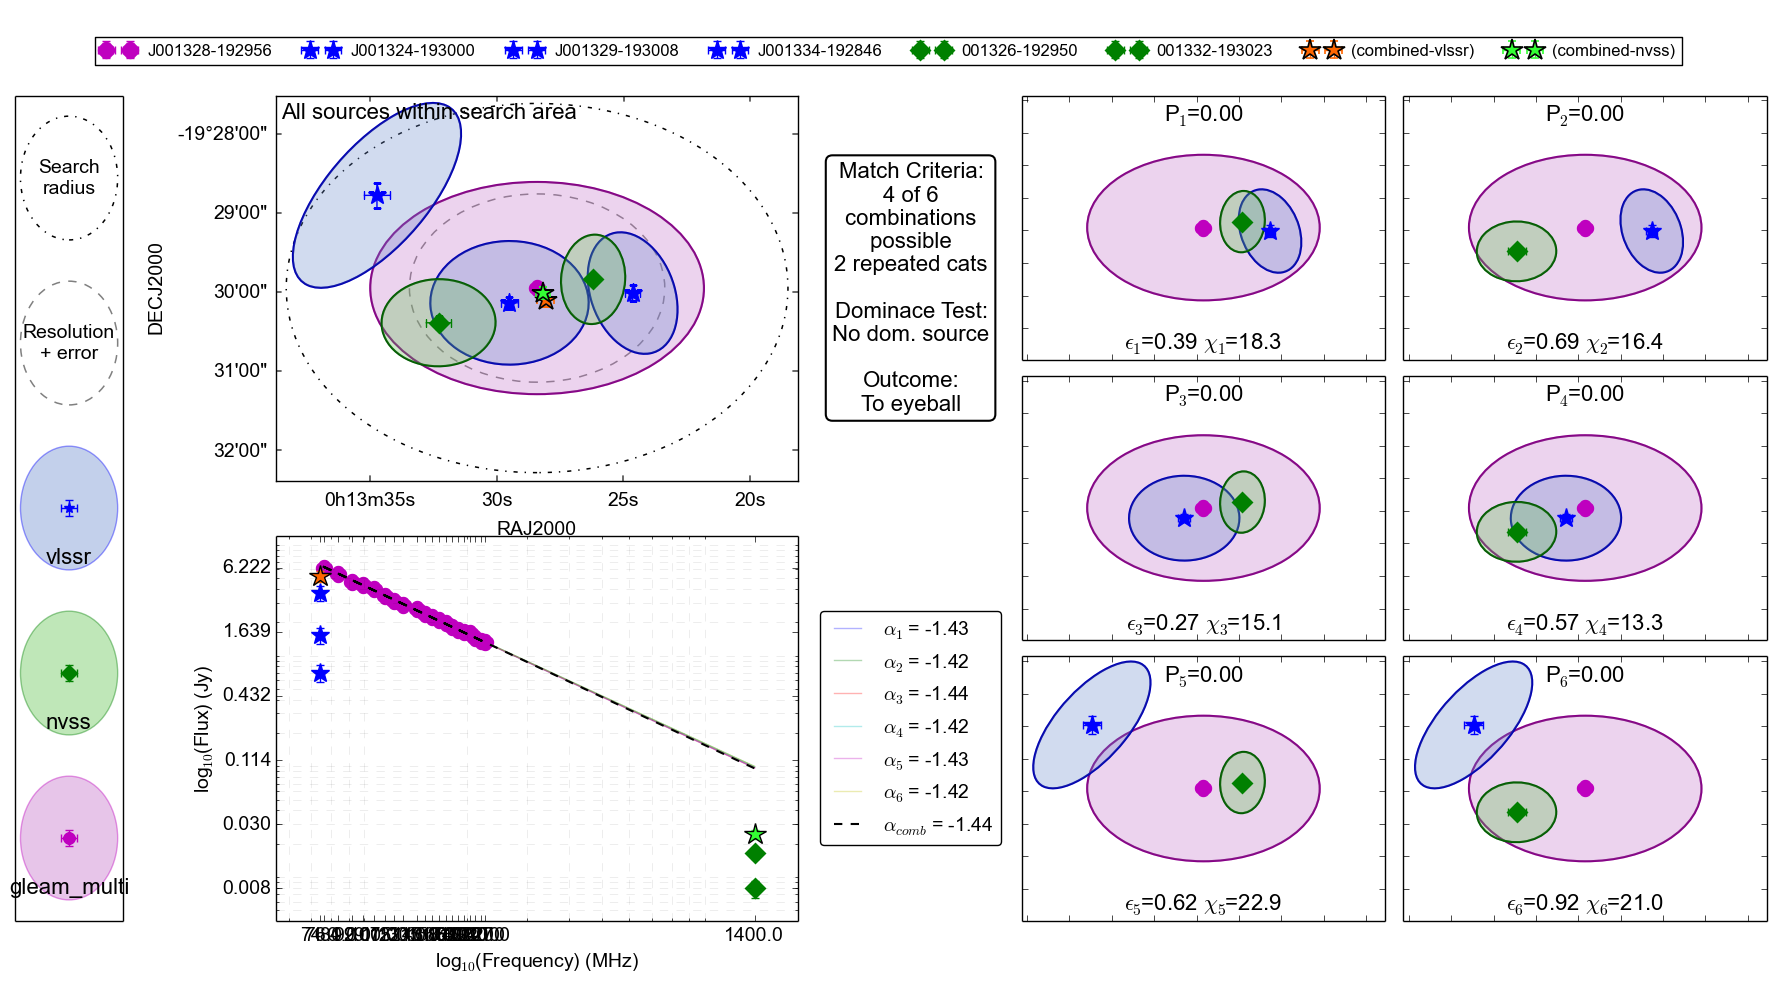 J001328-192956 J001324-193000 J001329-193008 J001334-192846 001326-192950 001332-193023 (combined-vlssr) (combined-nvss)
Search
radius
Resolution
+ error
vlssr
nvss
gleam_multi
All sources within search area
DECJ2000
-19°28'00"
29'00"
30'00"
31'00"
32'00"
0h13m35s 30s 25s 20s
RAJ2000
Match Criteria:
4 of 6
combinations
possible
2 repeated cats
Dominace Test:
No dom. source
Outcome:
To eyeball
log10(Flux) (Jy)
6.222
1.639
0.432
0.114
0.030
0.008
1400.0
log10(Frequency) (MHz)
α1 = -1.43
α2 = -1.42
α3 = -1.44
α4 = -1.42
α5 = -1.43
α6 = -1.42
αcomb = -1.44
P1=0.00
ϵ1=0.39 χ1=18.3
P2=0.00
ϵ2=0.69 χ2=16.4
P3=0.00
ϵ3=0.27 χ3=15.1
P4=0.00
ϵ4=0.57 χ4=13.3
P5=0.00
ϵ5=0.62 χ5=22.9
P6=0.00
ϵ6=0.92 χ6=21.0